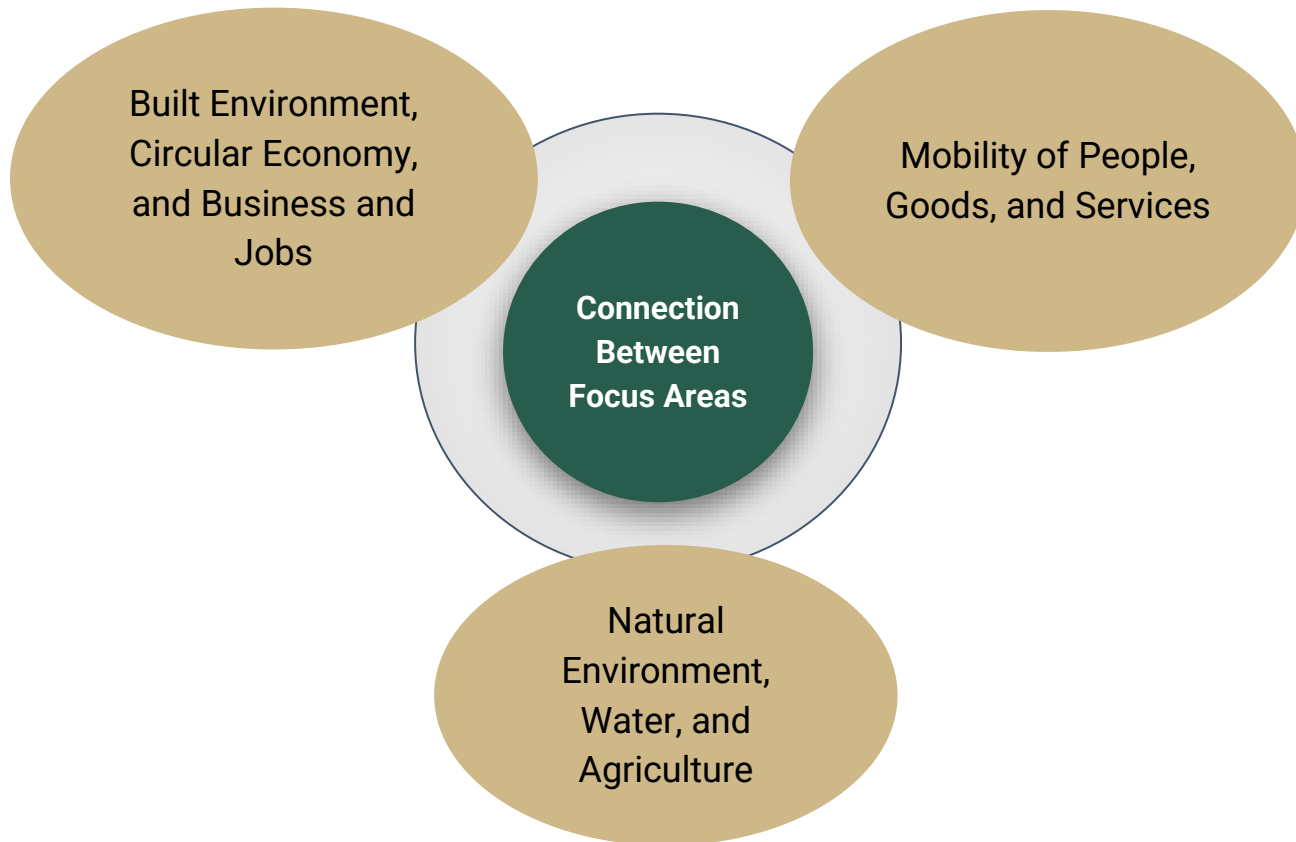 Built Environment,
Circular Economy,
and Business and
Jobs
Mobility of People,
Goods, and Services
Connection
Between
Focus Areas
Natural
Environment,
Water, and
Agriculture